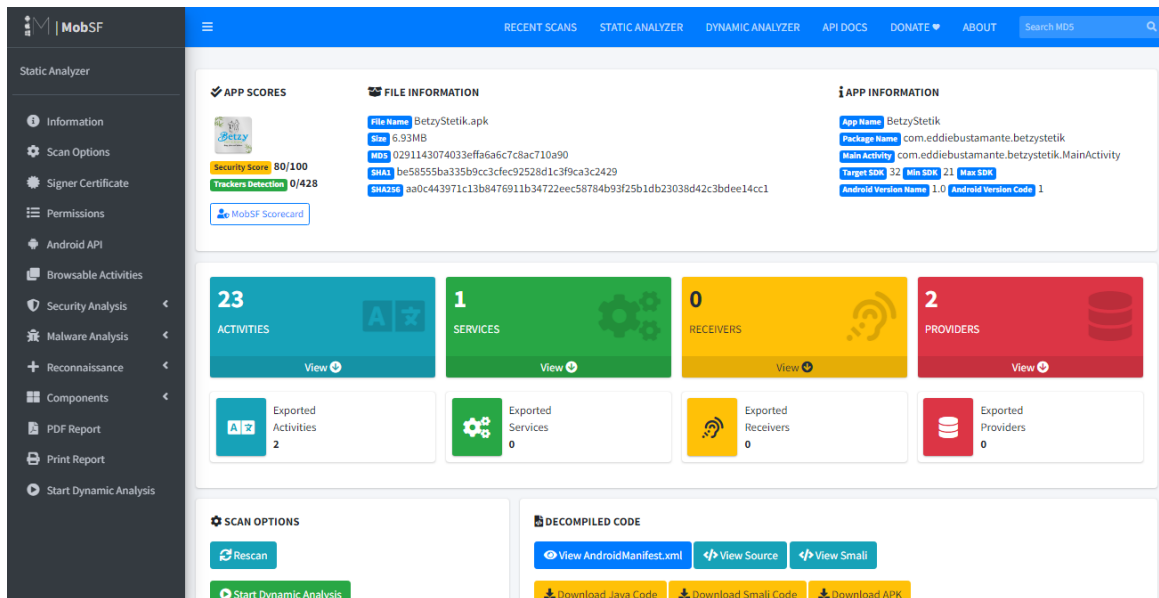 MobSF
RECENT SCANS STATIC ANALYZER DYNAMIC ANALYZER API DOCS DONATE ♥ ABOUT Search MD5
Static Analyzer
Information
Scan Options
Signer Certificate
Permissions
Android API
Browsable Activities
Security Analysis
Malware Analysis
Reconnaissance
Components
PDF Report
Print Report
Start Dynamic Analysis
APP SCORES
Betzy
Security Score 80/100
Trackers Detection 0/428
MobSF Scorecard
FILE INFORMATION
File Name BetzyStetik.apk
Size 6.93MB
MD5 0291143074033effa6a6c7c8ac710a90
SHA1 be58555ba335b9cc3cfec92528d1c3f9ca3c2429
SHA256 aa0c443971c13b8476911b34722eec58784b93f25b1db23038d42c3bdee14cc1
APP INFORMATION
App Name BetzyStetik
Package Name com.eddiebustamante.betzystetik
Main Activity com.eddiebustamante.betzystetik.MainActivity
Target SDK 32 Min SDK 21 Max SDK
Android Version Name 1.0 Android Version Code 1
23
ACTIVITIES
View
1
SERVICES
View
0
RECEIVERS
View
2
PROVIDERS
View
Exported
Activities
2
Exported
Services
0
Exported
Receivers
0
Exported
Providers
0
SCAN OPTIONS
Rescan
Start Dynamic Analysis
DECOMPILED CODE
View AndroidManifest.xml View Source View Smali
Download Java Code Download Smali Code Download APK